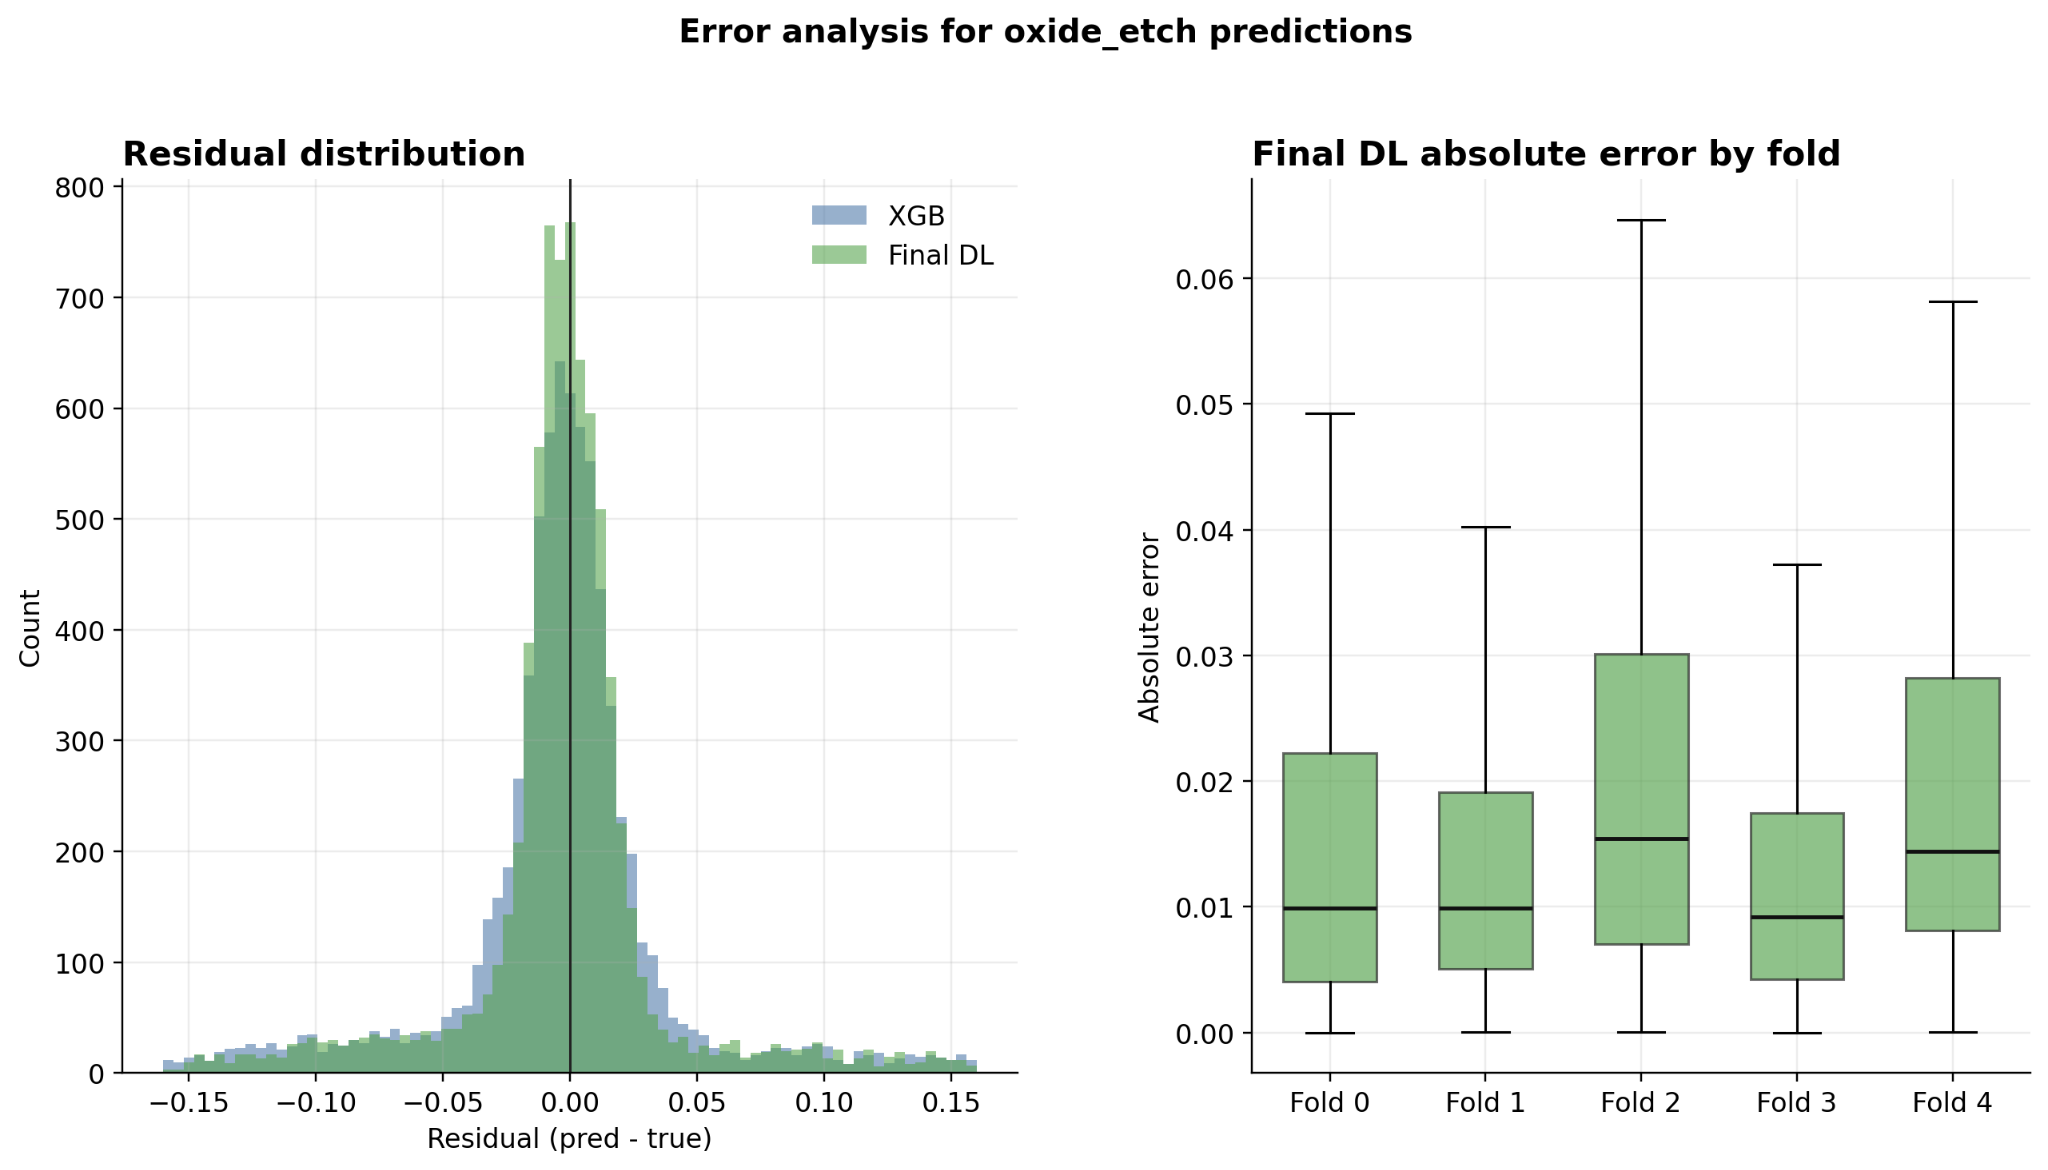 Error analysis for oxide_etch predictions
Residual distribution
800
700
600
500
400
300
200
100
0
Count
XGB
Final DL
−0.15
−0.10
−0.05
0.00
0.05
0.10
0.15
Residual (pred - true)
Final DL absolute error by fold
0.06
0.05
0.04
0.03
0.02
0.01
0.00
Absolute error
Fold 0
Fold 1
Fold 2
Fold 3
Fold 4